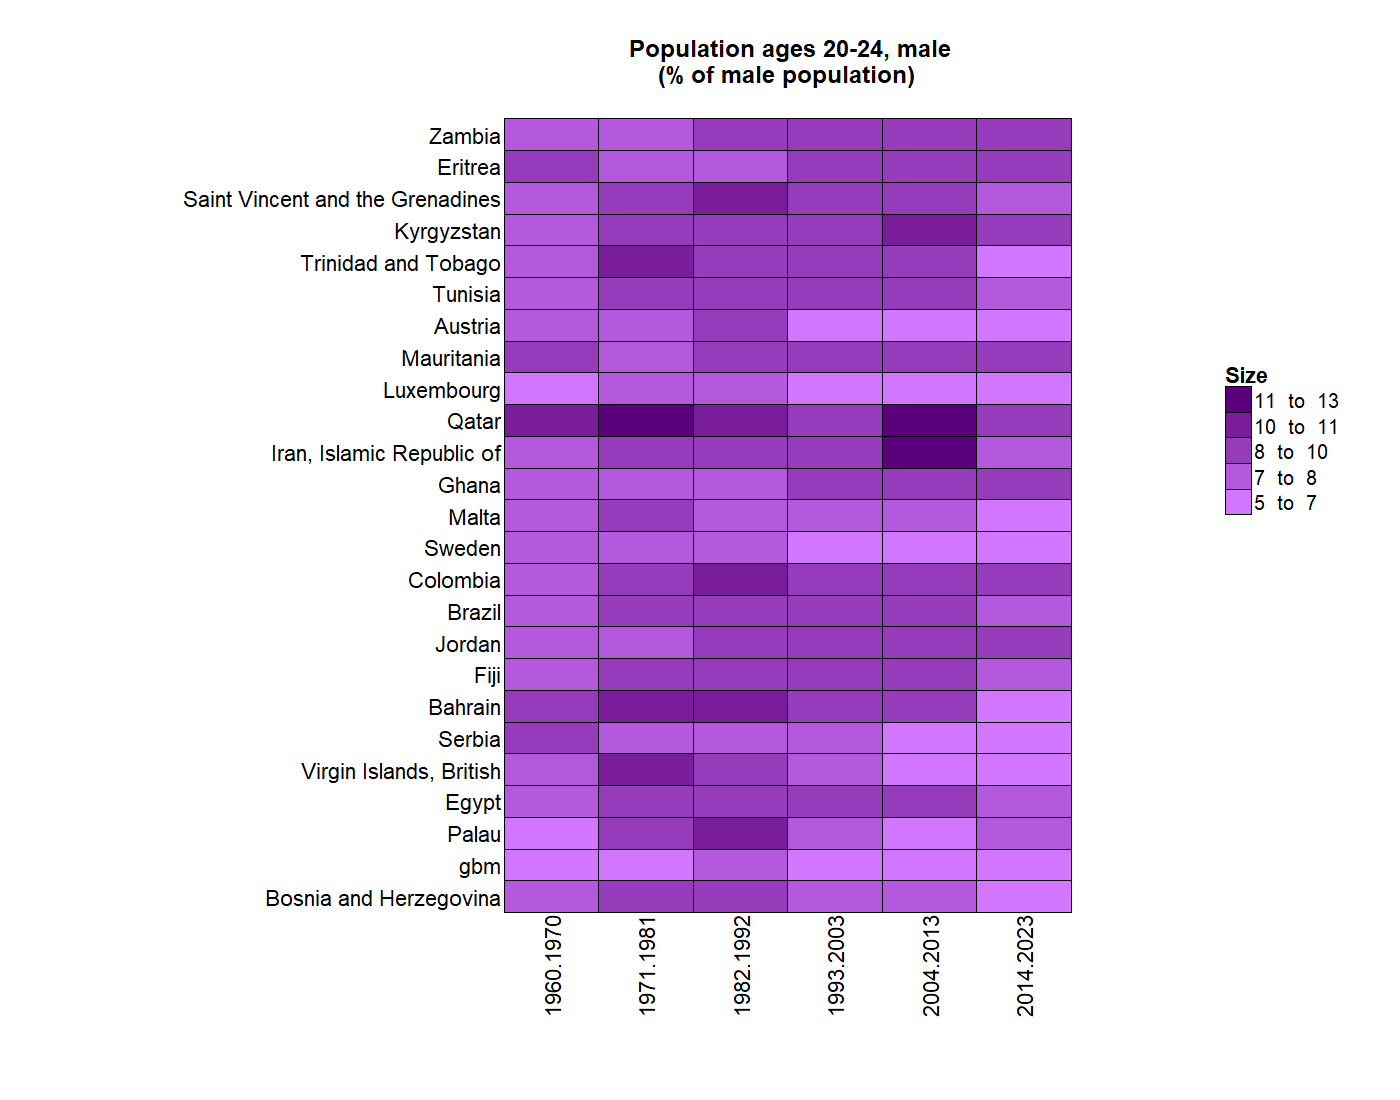 Population ages 20-24, male
(% of male population)
Zambia
Eritrea
Saint Vincent and the Grenadines
Kyrgyzstan
Trinidad and Tobago
Tunisia
Austria
Mauritania
Luxembourg
Qatar
Iran, Islamic Republic of
Ghana
Malta
Sweden
Colombia
Brazil
Jordan
Fiji
Bahrain
Serbia
Virgin Islands, British
Egypt
Palau
gbm
Bosnia and Herzegovina
1960.1970
1971.1981
1982.1992
1993.2003
2004.2013
2014.2023
Size
11 to 13
10 to 11
8 to 10
7 to 8
5 to 7